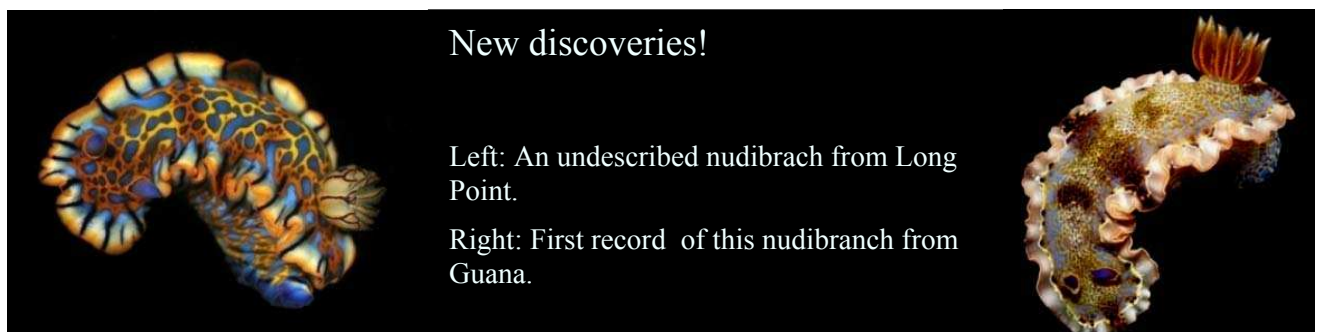 New discoveries!
Left: An undescribed nudibrach from Long
Point.
Right: First record of this nudibranch from
Guana.